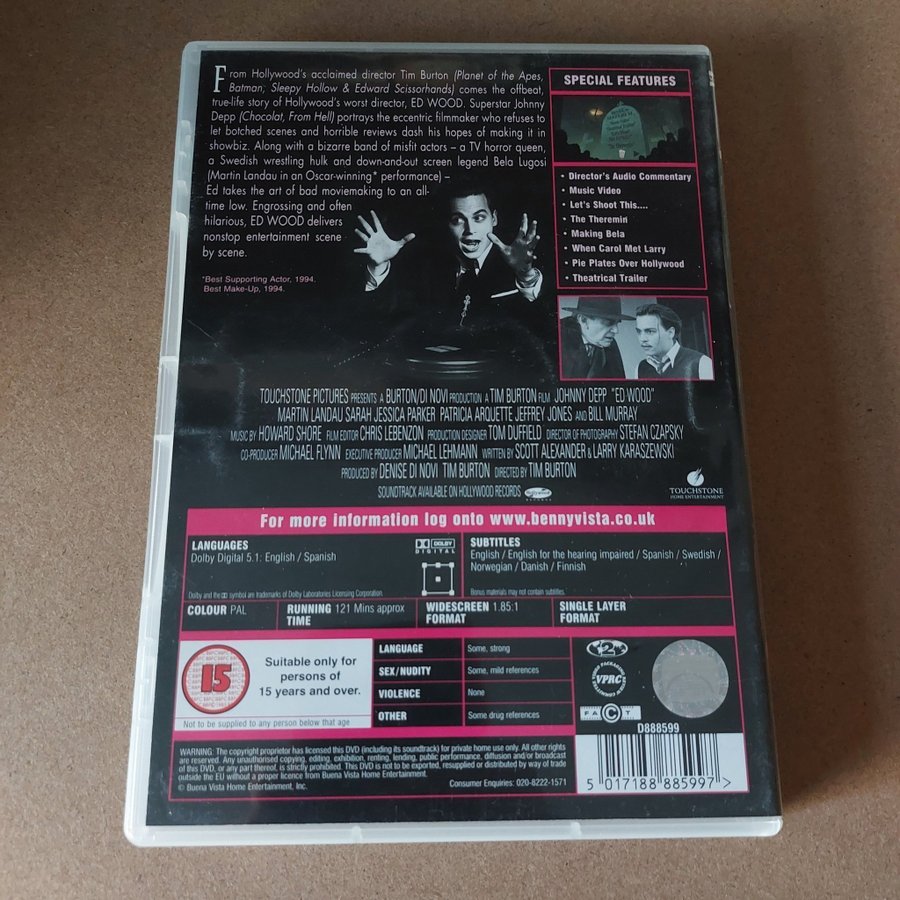 From Hollywood's acclaimed director Tim Burton (Planet of the Apes,
Batman, Sleepy Hollow & Edward Scissorhands) comes the offbeat,
true-life story of Hollywood's worst director, ED WOOD. Superstar Johnny
Depp (Chocolat, From Hell) portrays the eccentric filmmaker who refuses to
let botched scenes and horrible reviews dash his hopes of making it in
showbiz. Along with a bizarre band of misfit actors – a TV horror queen,
a Swedish wrestling hulk and down-and-out screen legend Bela Lugosi
(Martin Landau in an Oscar-winning* performance) –
Ed takes the art of bad moviemaking to an all-
time low. Engrossing and often
hilarious, ED WOOD delivers
nonstop entertainment scene
by scene.
*Best Supporting Actor, 1994.
Best Make-Up, 1994.
SPECIAL FEATURES
• Director's Audio Commentary
• Music Video
• Let's Shoot This....
• The Theremin
• Making Bela
• When Carol Met Larry
• Pie Plates Over Hollywood
• Theatrical Trailer
TOUCHSTONE PICTURES PRESENTS A BURTON/DI NOVI PRODUCTION A TIM BURTON FILM JOHNNY DEPP "ED WOOD"
MARTIN LANDAU SARAH JESSICA PARKER PATRICIA ARQUETTE JEFFREY JONES AND BILL MURRAY
MUSIC BY HOWARD SHORE FILM EDITOR CHRIS LEBENZON PRODUCTION DESIGNER TOM DUFFIELD DIRECTOR OF PHOTOGRAPHY STEFAN CZAPSKY
CO-PRODUCER MICHAEL FLYNN EXECUTIVE PRODUCER MICHAEL LEHMANN WRITTEN BY SCOTT ALEXANDER & LARRY KARASZEWSKI
PRODUCED BY DENISE DI NOVI TIM BURTON DIRECTED BY TIM BURTON
SOUNDTRACK AVAILABLE ON HOLLYWOOD RECORDS
TOUCHSTONE
HOME ENTERTAINMENT
For more information log onto www.bennyvista.co.uk
LANGUAGES
Dolby Digital 5.1: English / Spanish
DOLBY
DIGITAL
Dolby and the DD symbol are trademarks of Dolby Laboratories Licensing Corporation.
SUBTITLES
English / English for the hearing impaired / Spanish / Swedish /
Norwegian / Danish / Finnish
Bonus materials may not contain subtitles.
COLOUR PAL
RUNNING TIME 121 Mins approx
WIDESCREEN FORMAT 1.85:1
SINGLE LAYER FORMAT
15
Suitable only for
persons of
15 years and over.
Not to be supplied to any person below that age
LANGUAGE Some, strong
SEX/NUDITY Some, mild references
VIOLENCE None
OTHER Some drug references
2
VPRC
FACT
D888599
WARNING: The copyright proprietor has licensed this DVD (including its soundtrack) for private home use only. All other rights
are reserved. Any unauthorised copying, editing, exhibition, renting, lending, public performance, diffusion and/or broadcast
of this DVD, or any part thereof, is strictly prohibited. This DVD is not to be exported, resupplied or distributed by way of trade
outside the EU without a proper licence from Buena Vista Home Entertainment.
© Buena Vista Home Entertainment, Inc.
Consumer Enquiries: 020-8222-1571
5 017188 885997 >